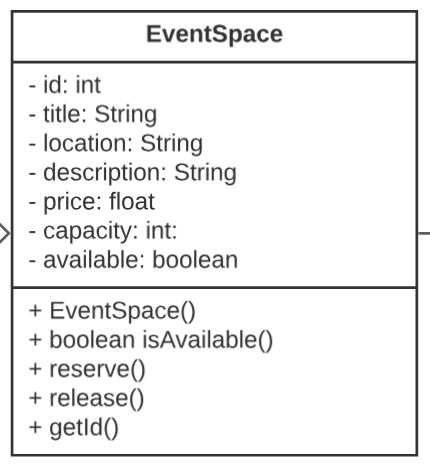 EventSpace
- id: int
- title: String
- location: String
- description: String
- price: float
- capacity: int:
- available: boolean
+ EventSpace()
+ boolean isAvailable()
+ reserve()
+ release()
+ getId()